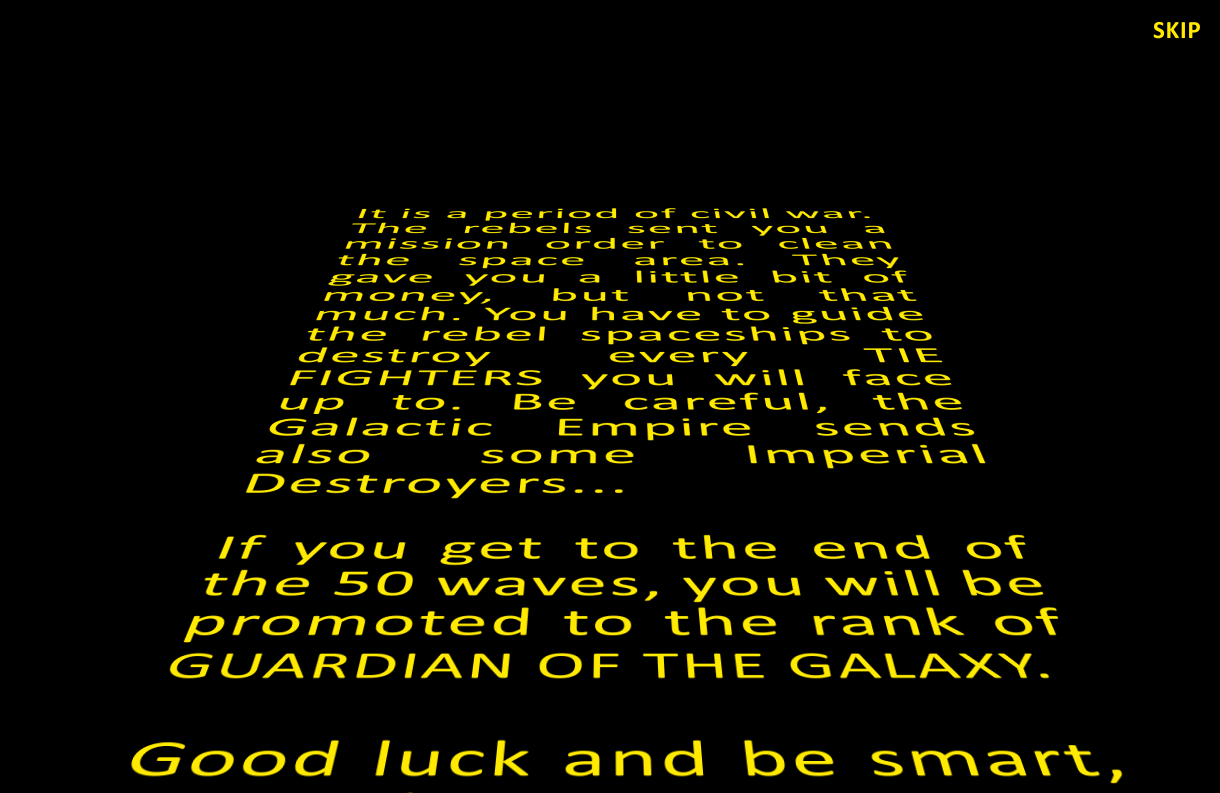 SKIP
It is a period of civil war.
The rebels sent you a
mission order to clean
the space area. They
gave you a little bit of
money, but not that
much. You have to guide
the rebel spaceships to
destroy every TIE
FIGHTERS you will face
up to. Be careful, the
Galactic Empire sends
also some Imperial
Destroyers...
If you get to the end of
the 50 waves, you will be
promoted to the rank of
GUARDIAN OF THE GALAXY.
Good luck and be smart,